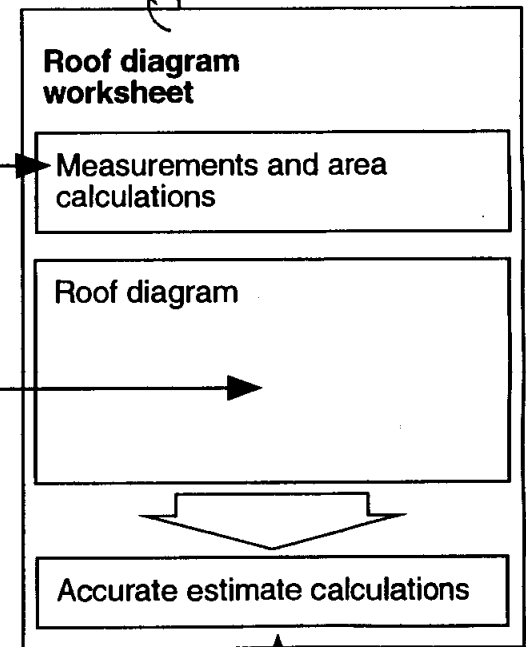 Roof diagram
worksheet
Measurements and area
calculations
Roof diagram
Accurate estimate calculations